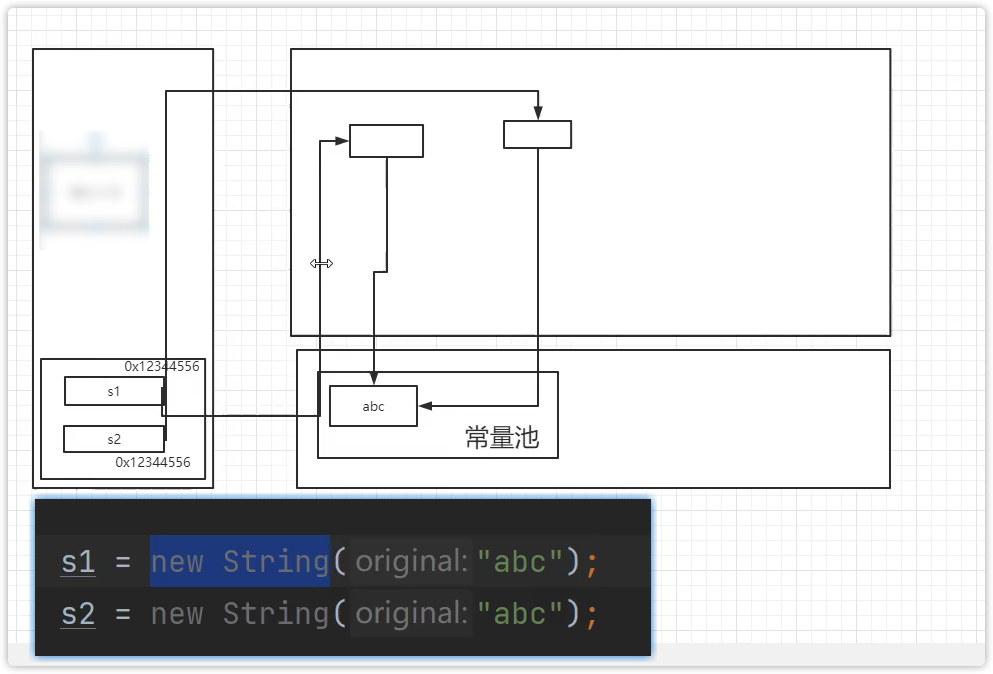 0x12344556
s1
s2
0x12344556
abc
常量池
s1 = new String( original: "abc");
s2 = new String( original: "abc");